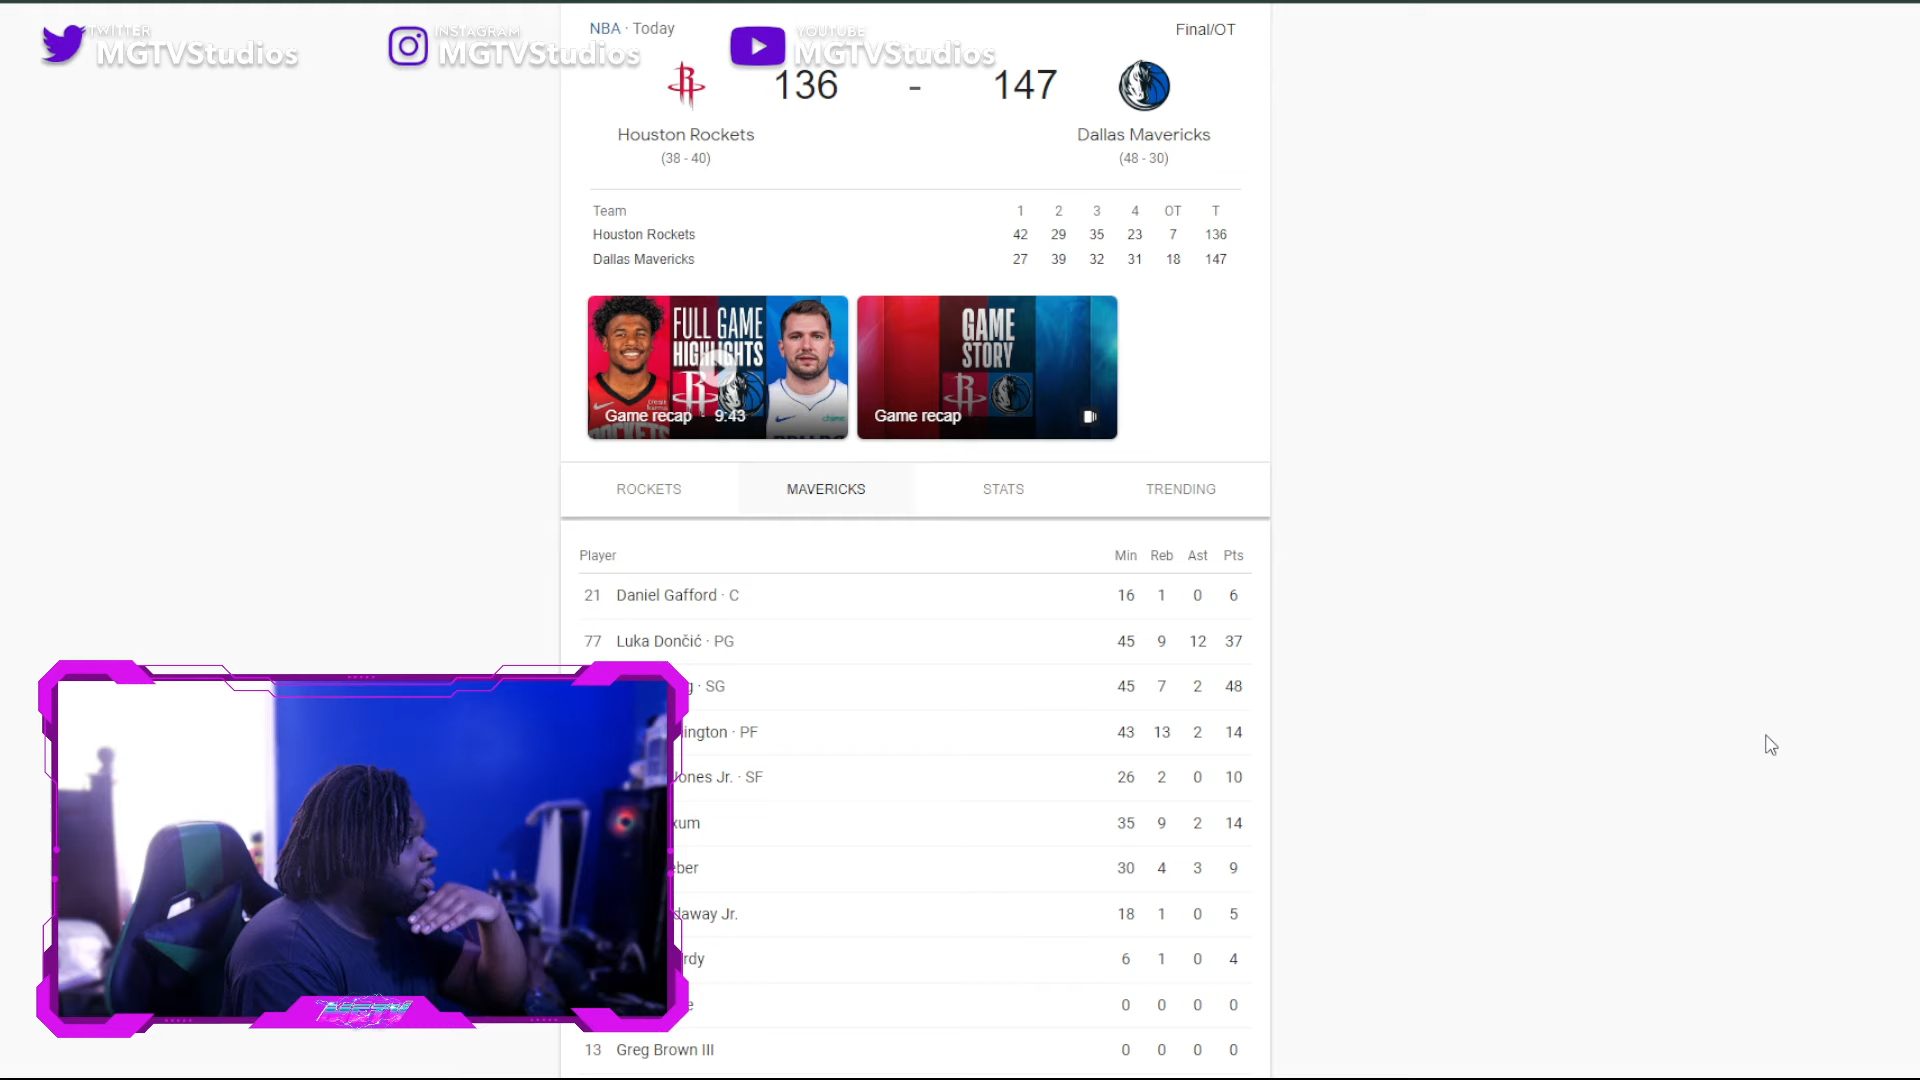 TWITTER
MGTVStudios
INSTAGRAM
MGTVStudios
YOUTUBE
MGTVStudios
NBA · Today
Final/OT
136 - 147
Houston Rockets
Dallas Mavericks
(38 - 40)
(48 - 30)
Team 1 2 3 4 OT T
Houston Rockets 42 29 35 23 7 136
Dallas Mavericks 27 39 32 31 18 147
FULL GAME
HIGHLIGHTS
Game recap · 9:43
ROCKETS
GAME
STORY
Game recap
ROCKETS MAVERICKS STATS TRENDING
Player Min Reb Ast Pts
21 Daniel Gafford · C 16 1 0 6
77 Luka Dončić · PG 45 9 12 37
g · SG 45 7 2 48
ington · PF 43 13 2 14
Jones Jr. · SF 26 2 0 10
xum 35 9 2 14
eber 30 4 3 9
daway Jr. 18 1 0 5
rdy 6 1 0 4
e 0 0 0 0
13 Greg Brown III 0 0 0 0